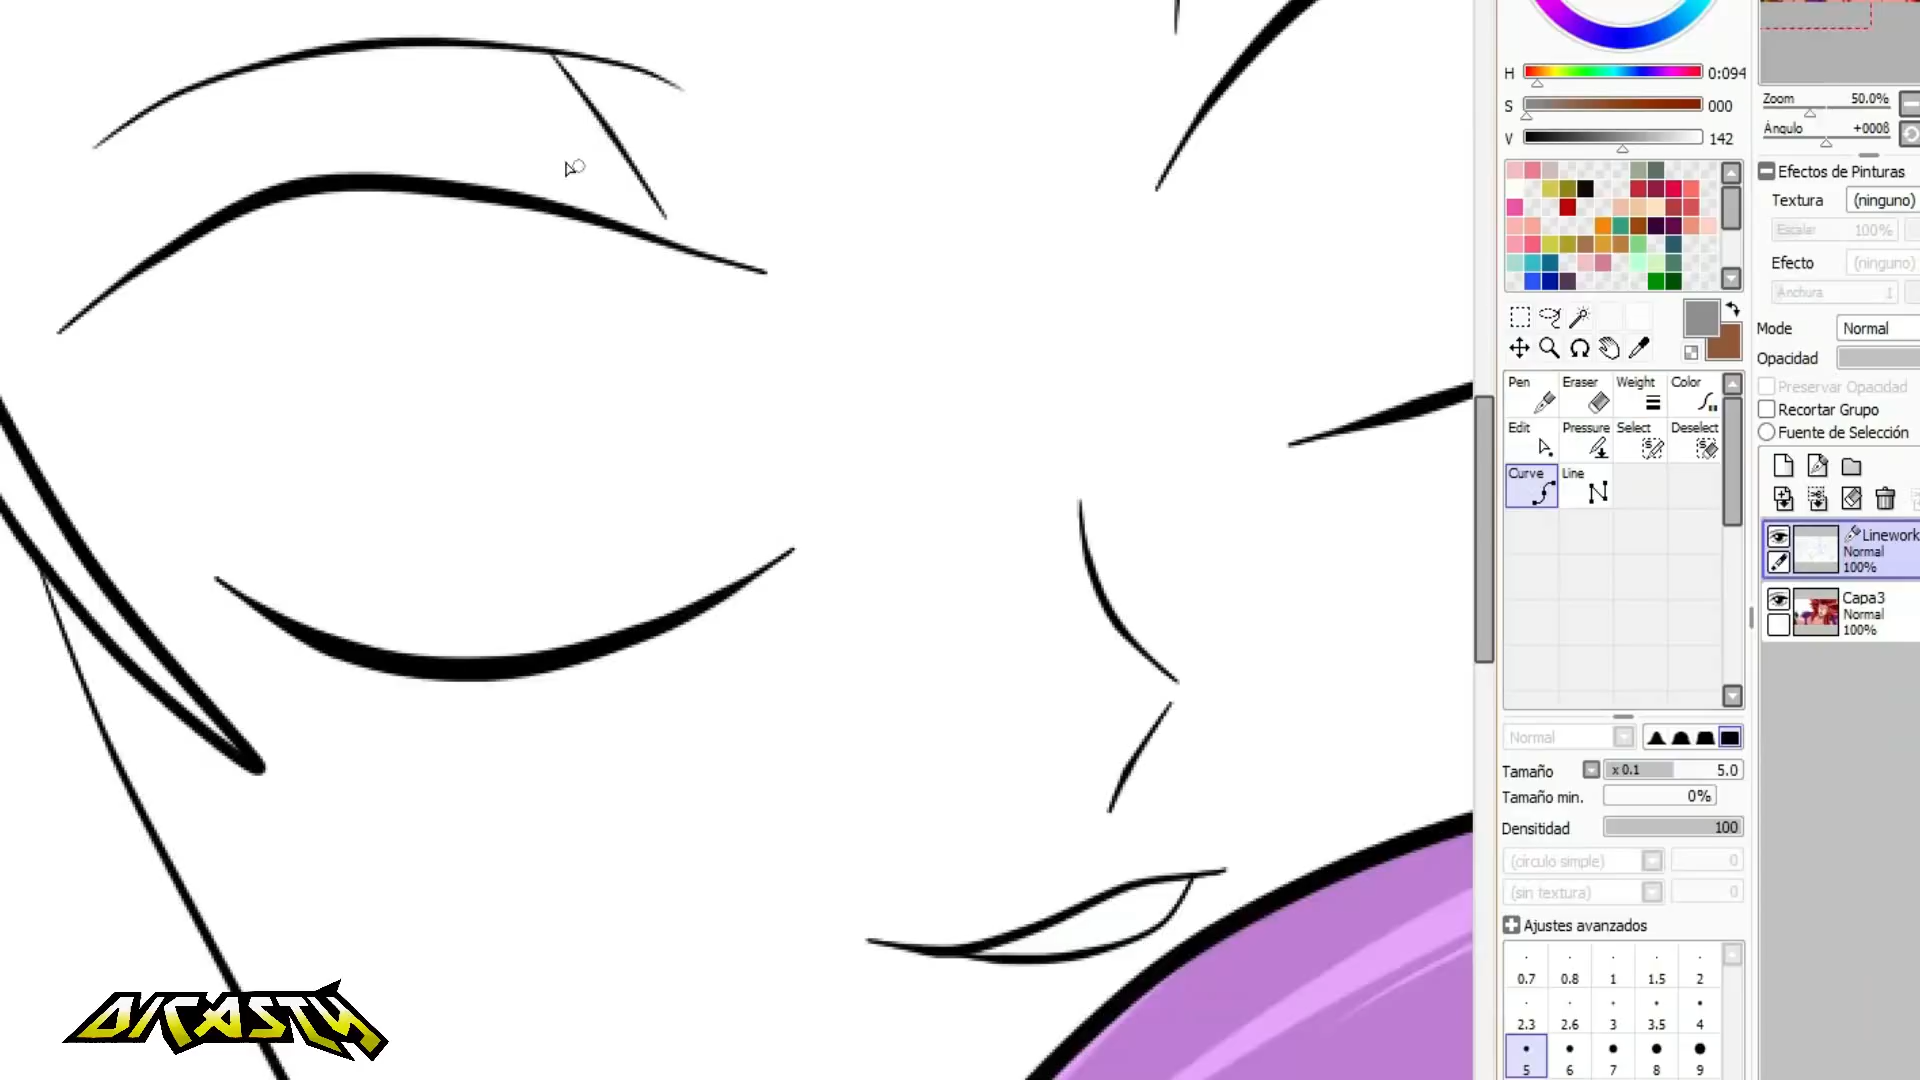 H 0:094
S 000
V 142
Zoom 50.0%
Ángulo +0008
Efectos de Pinturas
Textura (ninguno)
Escalar 100%
Efecto (ninguno)
Anchura 1
Mode Normal
Opacidad
Preservar Opacidad
Recortar Grupo
Fuente de Selección
Pen Eraser Weight Color
Edit Pressure Select Deselect
Curve Line
Linework
Normal
100%
Capa3
Normal
100%
Normal
Tamaño x 0.1 5.0
Tamaño min. 0%
Densitidad 100
(círculo simple) 0
(sin textura) 0
Ajustes avanzados
0.7 0.8 1 1.5 2
2.3 2.6 3 3.5 4
5 6 7 8 9
DICASTY